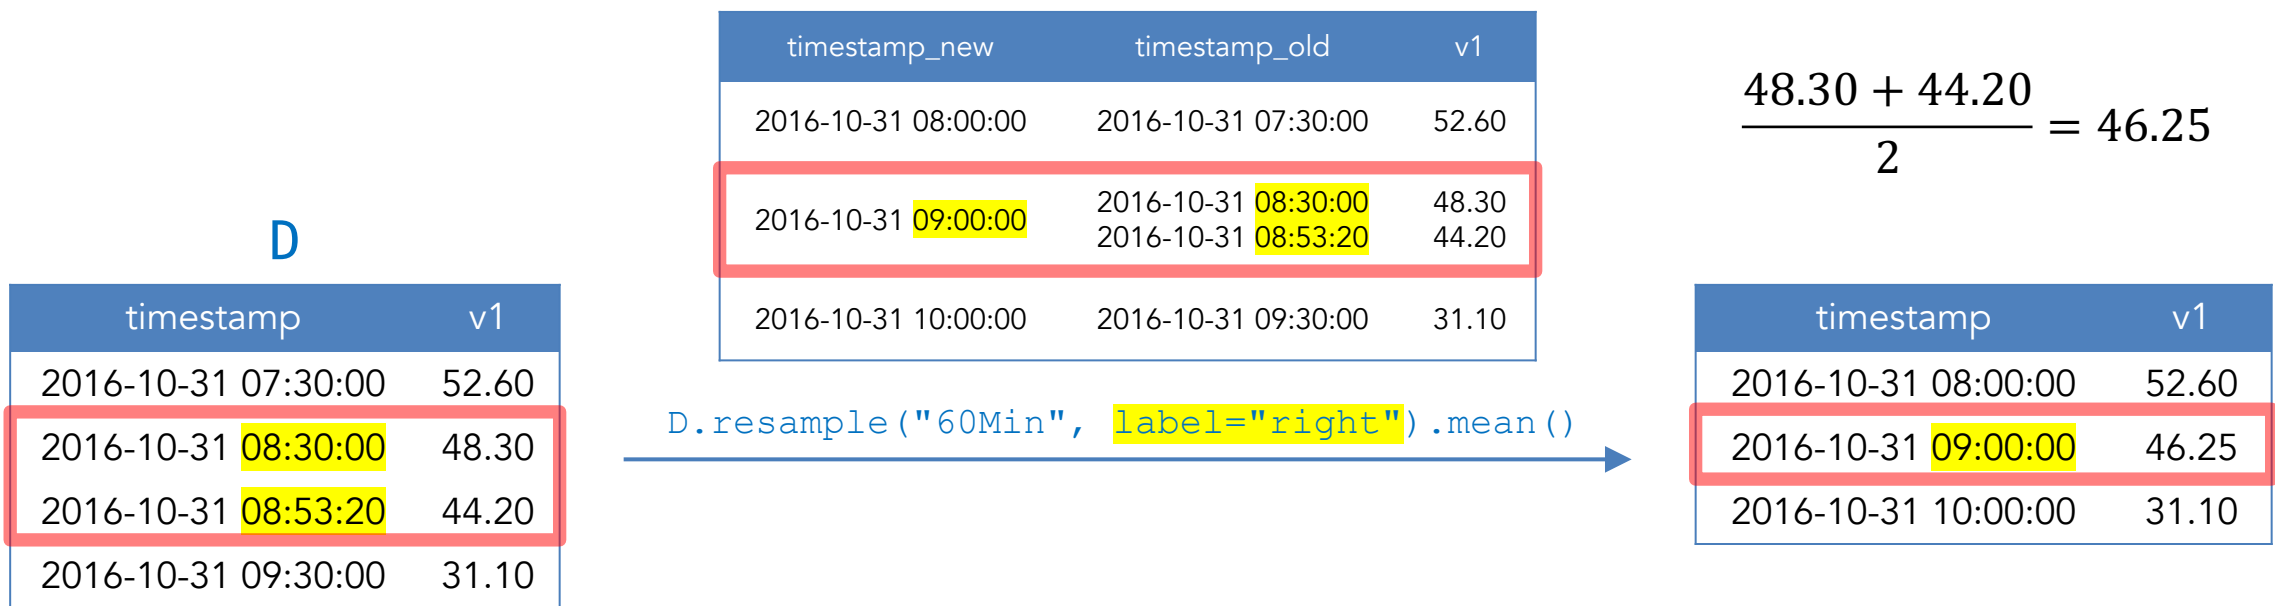 D
timestamp v1
2016-10-31 07:30:00 52.60
2016-10-31 08:30:00 48.30
2016-10-31 08:53:20 44.20
2016-10-31 09:30:00 31.10
timestamp_new timestamp_old v1
2016-10-31 08:00:00 2016-10-31 07:30:00 52.60
2016-10-31 09:00:00 2016-10-31 08:30:00 48.30
2016-10-31 08:53:20 44.20
2016-10-31 10:00:00 2016-10-31 09:30:00 31.10
D.resample("60Min", label="right").mean()
48.30 + 44.20
2
= 46.25
timestamp v1
2016-10-31 08:00:00 52.60
2016-10-31 09:00:00 46.25
2016-10-31 10:00:00 31.10